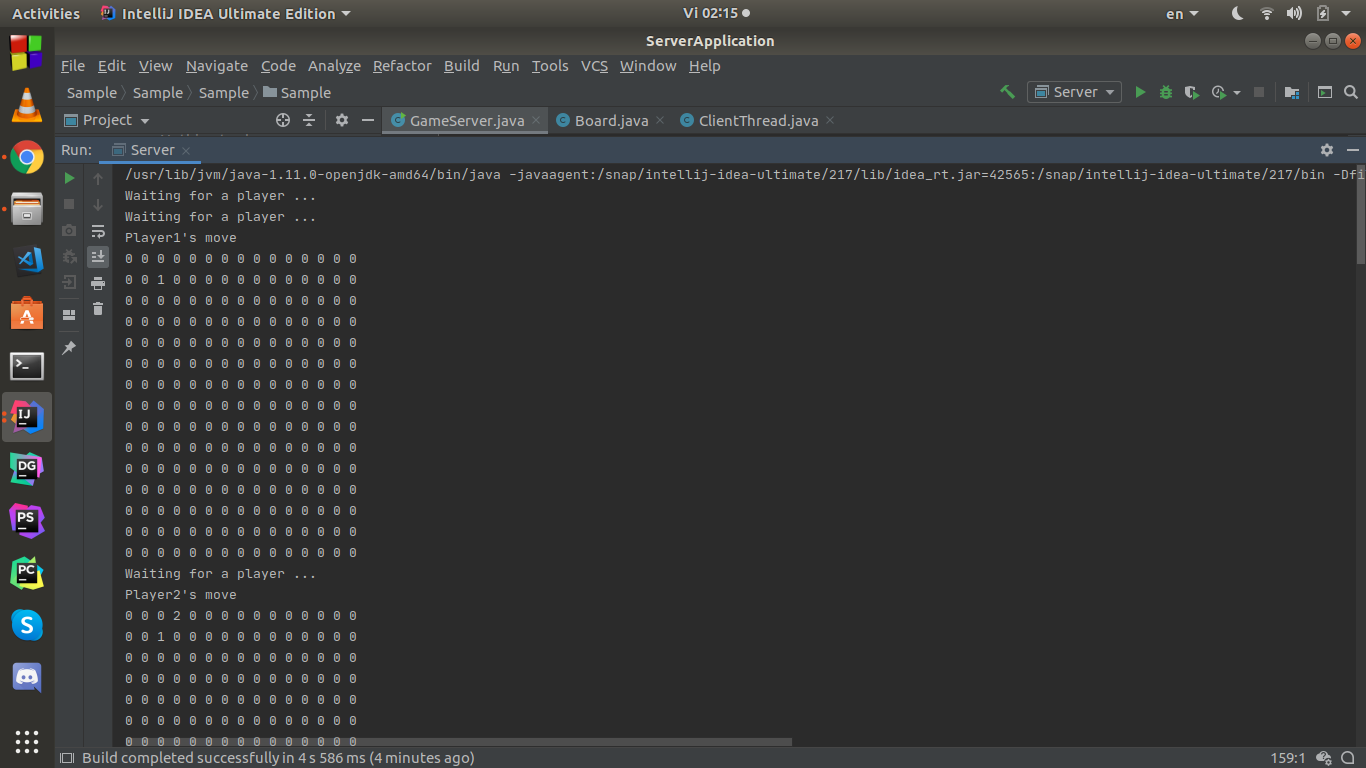 Activities IntelliJ IDEA Ultimate Edition Vi 02:15 en
ServerApplication
File Edit View Navigate Code Analyze Refactor Build Run Tools VCS Window Help
Sample Sample Sample Sample Server
Project GameServer.java Board.java ClientThread.java
Run: Server
/usr/lib/jvm/java-1.11.0-openjdk-amd64/bin/java -javaagent:/snap/intellij-idea-ultimate/217/lib/idea_rt.jar=42565:/snap/intellij-idea-ultimate/217/bin -Dfi
Waiting for a player ...
Waiting for a player ...
Player1's move
0 0 0 0 0 0 0 0 0 0 0 0 0 0 0
0 0 1 0 0 0 0 0 0 0 0 0 0 0 0
0 0 0 0 0 0 0 0 0 0 0 0 0 0 0
0 0 0 0 0 0 0 0 0 0 0 0 0 0 0
0 0 0 0 0 0 0 0 0 0 0 0 0 0 0
0 0 0 0 0 0 0 0 0 0 0 0 0 0 0
0 0 0 0 0 0 0 0 0 0 0 0 0 0 0
0 0 0 0 0 0 0 0 0 0 0 0 0 0 0
0 0 0 0 0 0 0 0 0 0 0 0 0 0 0
0 0 0 0 0 0 0 0 0 0 0 0 0 0 0
0 0 0 0 0 0 0 0 0 0 0 0 0 0 0
0 0 0 0 0 0 0 0 0 0 0 0 0 0 0
0 0 0 0 0 0 0 0 0 0 0 0 0 0 0
0 0 0 0 0 0 0 0 0 0 0 0 0 0 0
0 0 0 0 0 0 0 0 0 0 0 0 0 0 0
Waiting for a player ...
Player2's move
0 0 0 2 0 0 0 0 0 0 0 0 0 0 0
0 0 1 0 0 0 0 0 0 0 0 0 0 0 0
0 0 0 0 0 0 0 0 0 0 0 0 0 0 0
0 0 0 0 0 0 0 0 0 0 0 0 0 0 0
0 0 0 0 0 0 0 0 0 0 0 0 0 0 0
0 0 0 0 0 0 0 0 0 0 0 0 0 0 0
0 0 0 0 0 0 0 0 0 0 0 0 0 0 0
IJ
DG
PS
PC
Build completed successfully in 4 s 586 ms (4 minutes ago) 159:1